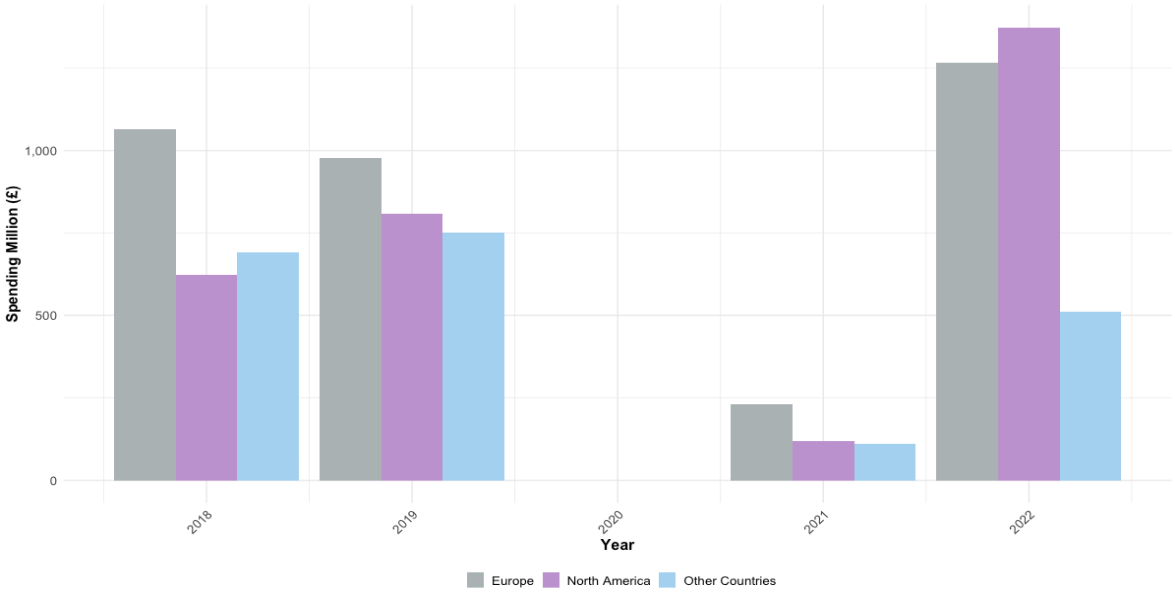 Spending Million (£)
1,000
500
0
2018
2019
2020
2021
2022
Year
Europe North America Other Countries